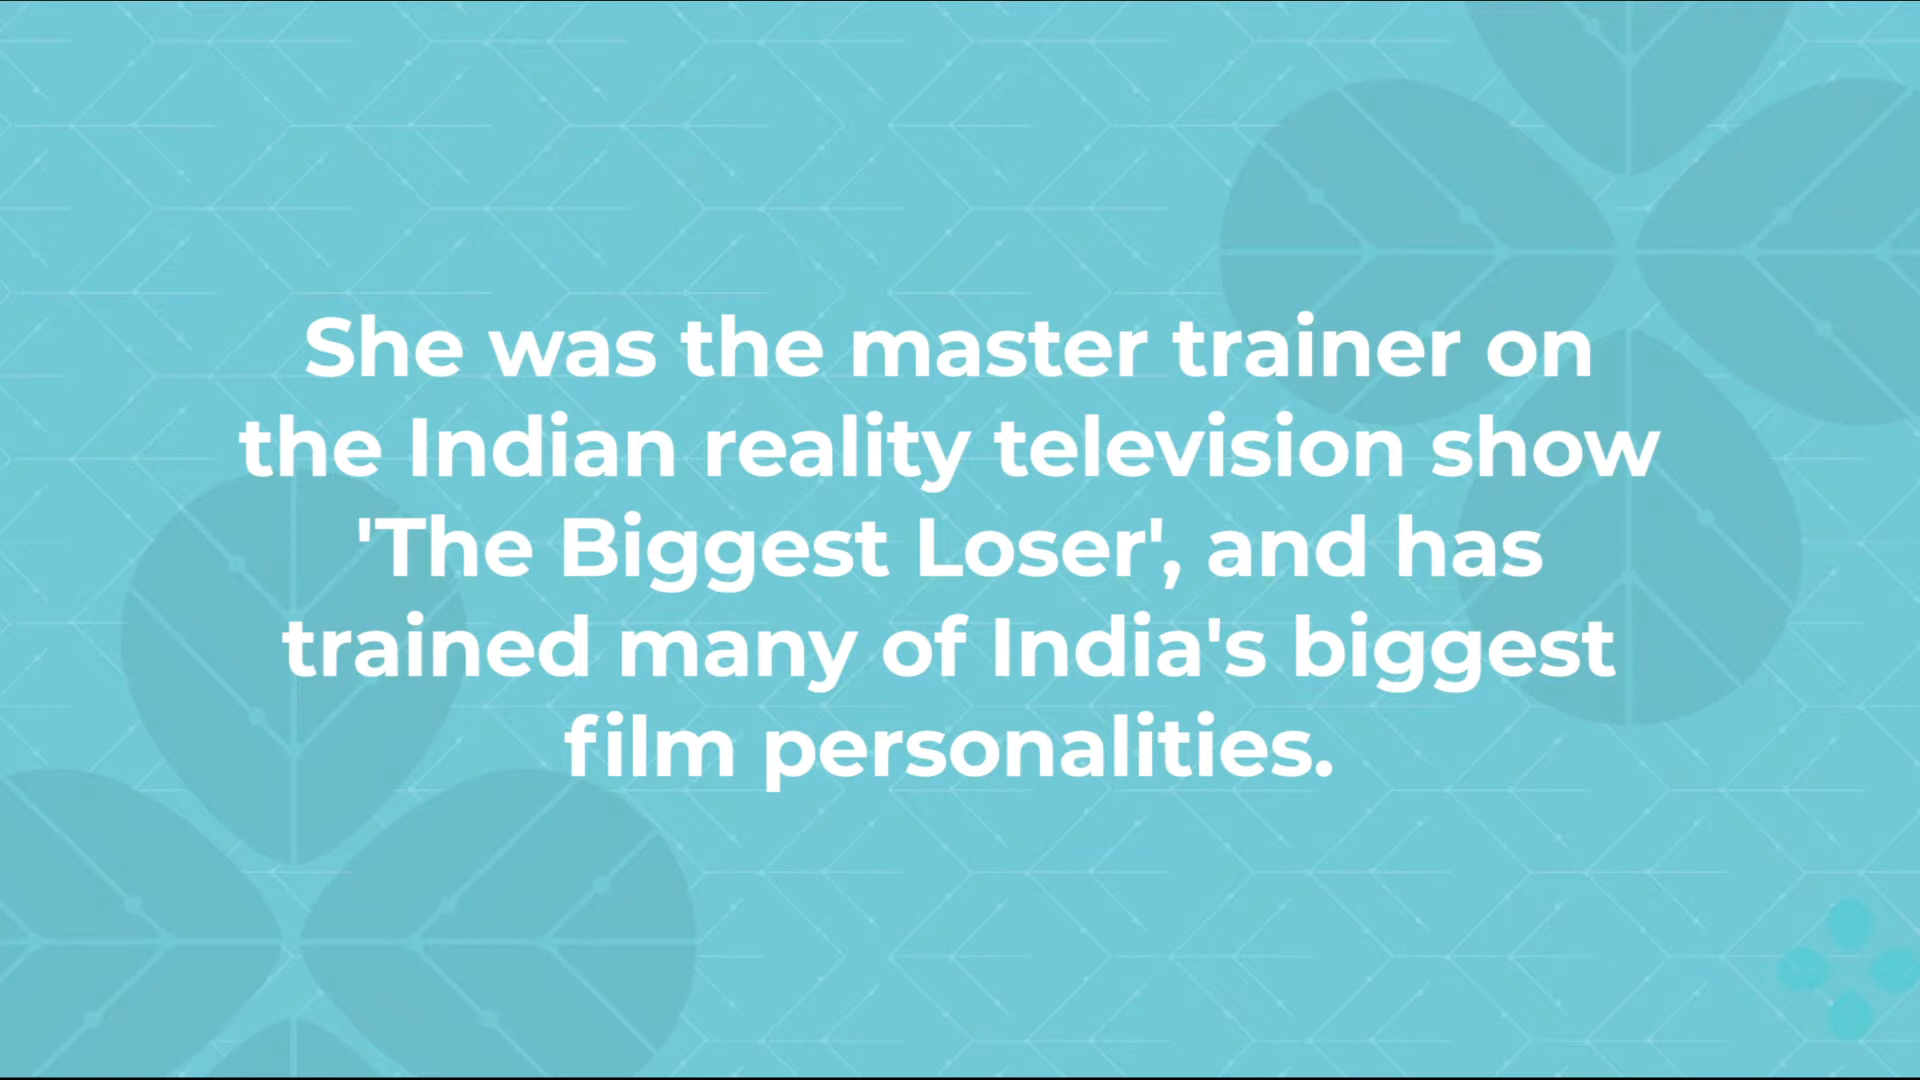 She was the master trainer on
the Indian reality television show
'The Biggest Loser', and has
trained many of India's biggest
film personalities.